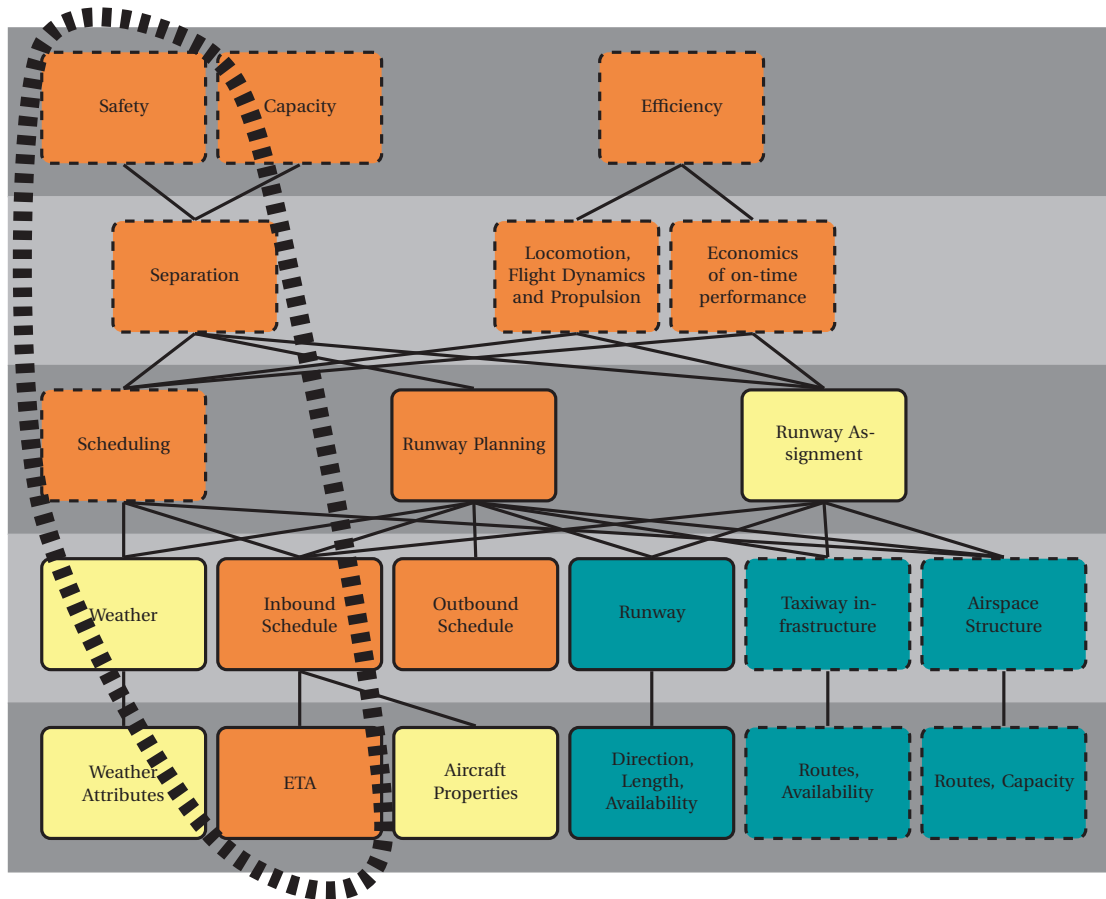 Safety
Capacity
Efficiency
Separation
Locomotion,
Flight Dynamics
and Propulsion
Economics
of on-time
performance
Scheduling
Runway Planning
Runway As-
signment
Weather
Inbound
Schedule
Outbound
Schedule
Runway
Taxiway in-
frastructure
Airspace
Structure
Weather
Attributes
ETA
Aircraft
Properties
Direction,
Length,
Availability
Routes,
Availability
Routes, Capacity